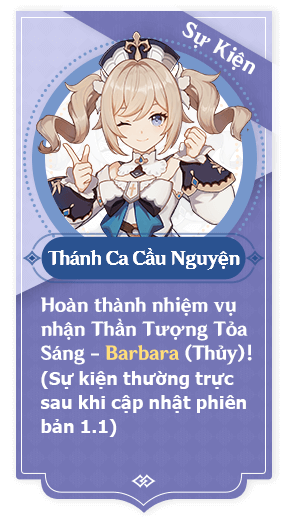 Sự Kiện
Thánh Ca Cầu Nguyện
Hoàn thành nhiệm vụ
nhận Thần Tượng Tỏa
Sáng – Barbara (Thủy)!
(Sự kiện thường trực
sau khi cập nhật phiên
bản 1.1)